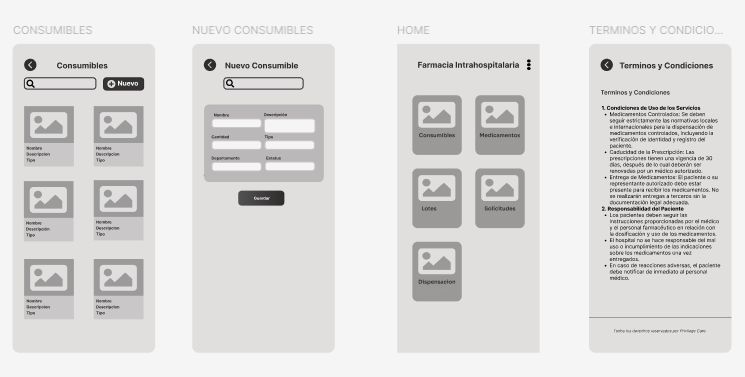 CONSUMIBLES
Consumibles
Nuevo
Nombre
Descripcion
Tipo
Nombre
Descripcion
Tipo
Nombre
Descripcion
Tipo
Nombre
Descripcion
Tipo
Nombre
Descripcion
Tipo
Nombre
Descripcion
Tipo
NUEVO CONSUMIBLES
Nuevo Consumible
Nombre
Descripción
Cantidad
Tipo
Departamento
Estatus
Guardar
HOME
Farmacia Intrahospitalaria
Consumibles
Medicamentos
Lotes
Solicitudes
Dispensacion
TERMINOS Y CONDICIO...
Terminos y Condiciones
Terminos y Condiciones
1. Condiciones de Uso de los Servicios
• Medicamentos Controlados: Se deben
seguir estrictamente las normativas locales
e internacionales para la dispensación de
medicamentos controlados, incluyendo la
verificación de identidad y registro del
paciente.
• Caducidad de la Prescripción: Las
prescripciones tienen una vigencia de 30
días, después de lo cual deberán ser
renovadas por un médico autorizado.
• Entrega de Medicamentos: El paciente o su
representante autorizado debe estar
presente para recibir los medicamentos. No
se realizarán entregas a terceros sin la
documentación legal adecuada.
2. Responsabilidad del Paciente
• Los pacientes deben seguir las
instrucciones proporcionadas por el médico
y el personal farmacéutico en relación con
la dosificación y uso de los medicamentos.
• El hospital no se hace responsable del mal
uso o incumplimiento de las indicaciones
sobre los medicamentos una vez
entregados.
• En caso de reacciones adversas, el paciente
debe notificar de inmediato al personal
médico.
Todos los derechos reservados por Privilege Care